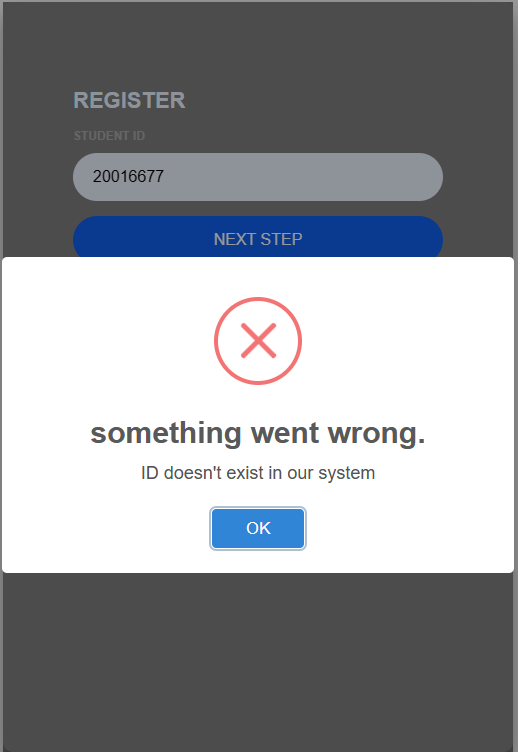 REGISTER
STUDENT ID
20016677
NEXT STEP
something went wrong.
ID doesn't exist in our system
OK